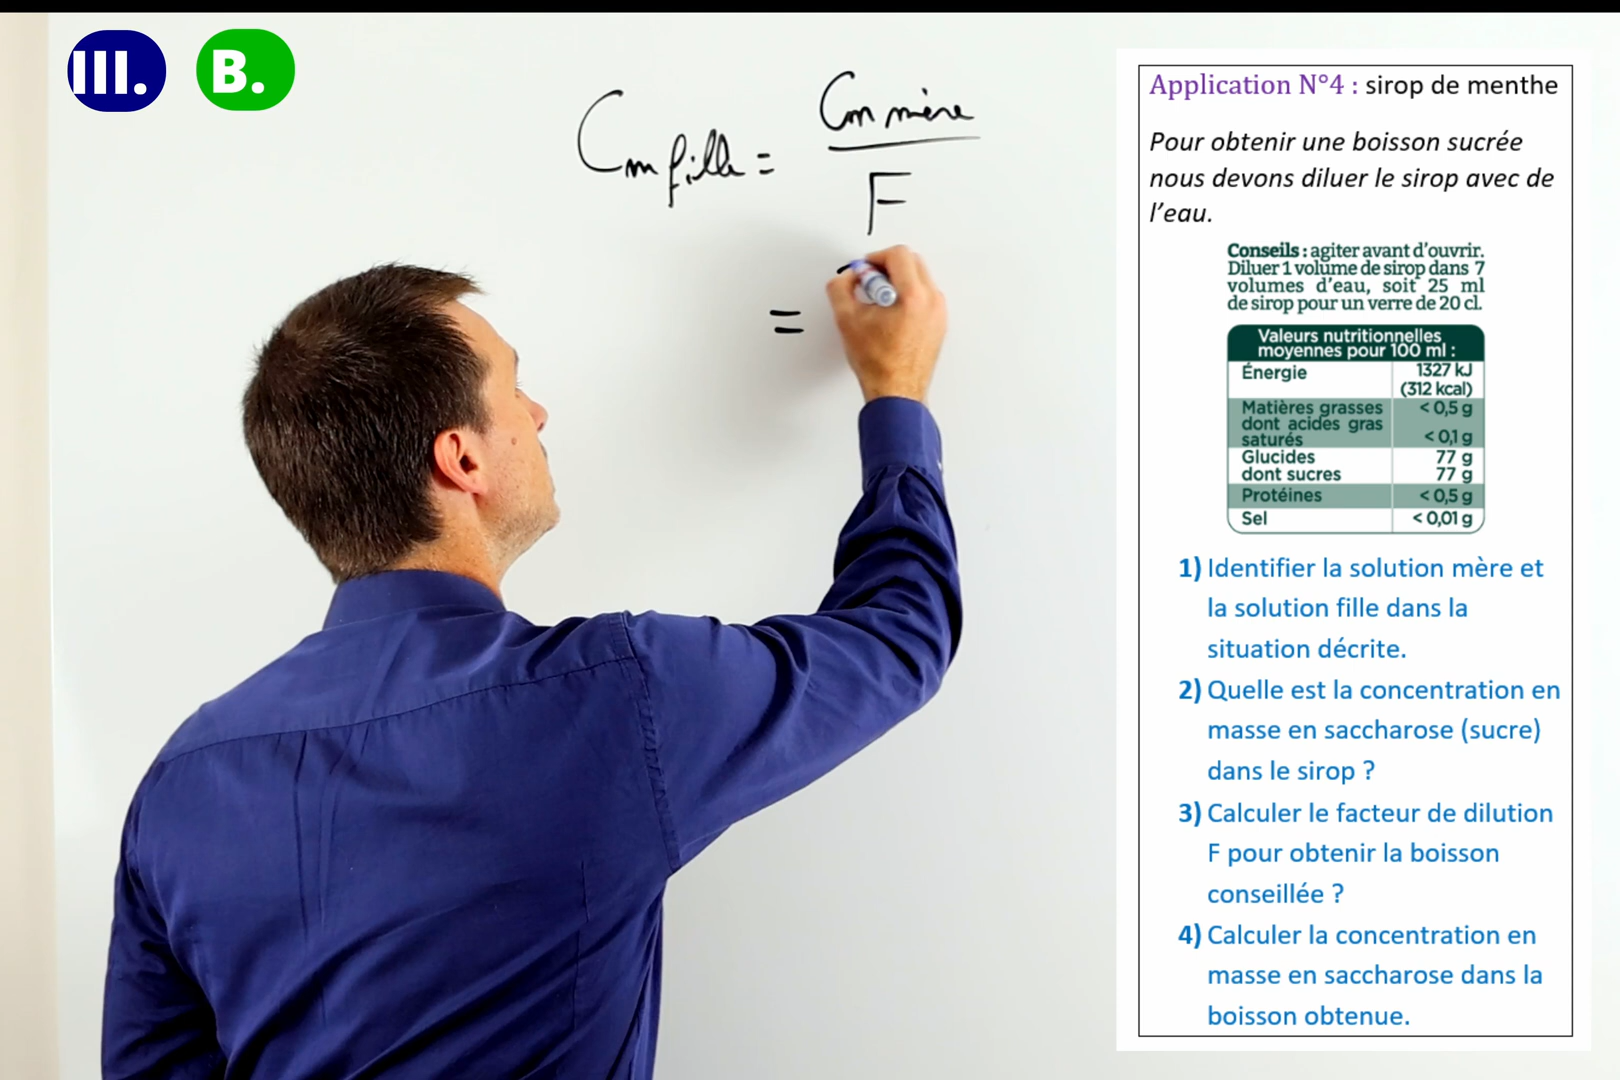 III. B.
Cm fille = Cm mère
F
=
Application N°4 : sirop de menthe
Pour obtenir une boisson sucrée
nous devons diluer le sirop avec de
l’eau.
Conseils : agiter avant d’ouvrir.
Diluer 1 volume de sirop dans 7
volumes d’eau, soit 25 ml
de sirop pour un verre de 20 cl.
Valeurs nutritionnelles
moyennes pour 100 ml :
Énergie 1327 kJ
(312 kcal)
Matières grasses < 0,5 g
dont acides gras
saturés < 0,1 g
Glucides 77 g
dont sucres 77 g
Protéines < 0,5 g
Sel < 0,01 g
1) Identifier la solution mère et
la solution fille dans la
situation décrite.
2) Quelle est la concentration en
masse en saccharose (sucre)
dans le sirop ?
3) Calculer le facteur de dilution
F pour obtenir la boisson
conseillée ?
4) Calculer la concentration en
masse en saccharose dans la
boisson obtenue.